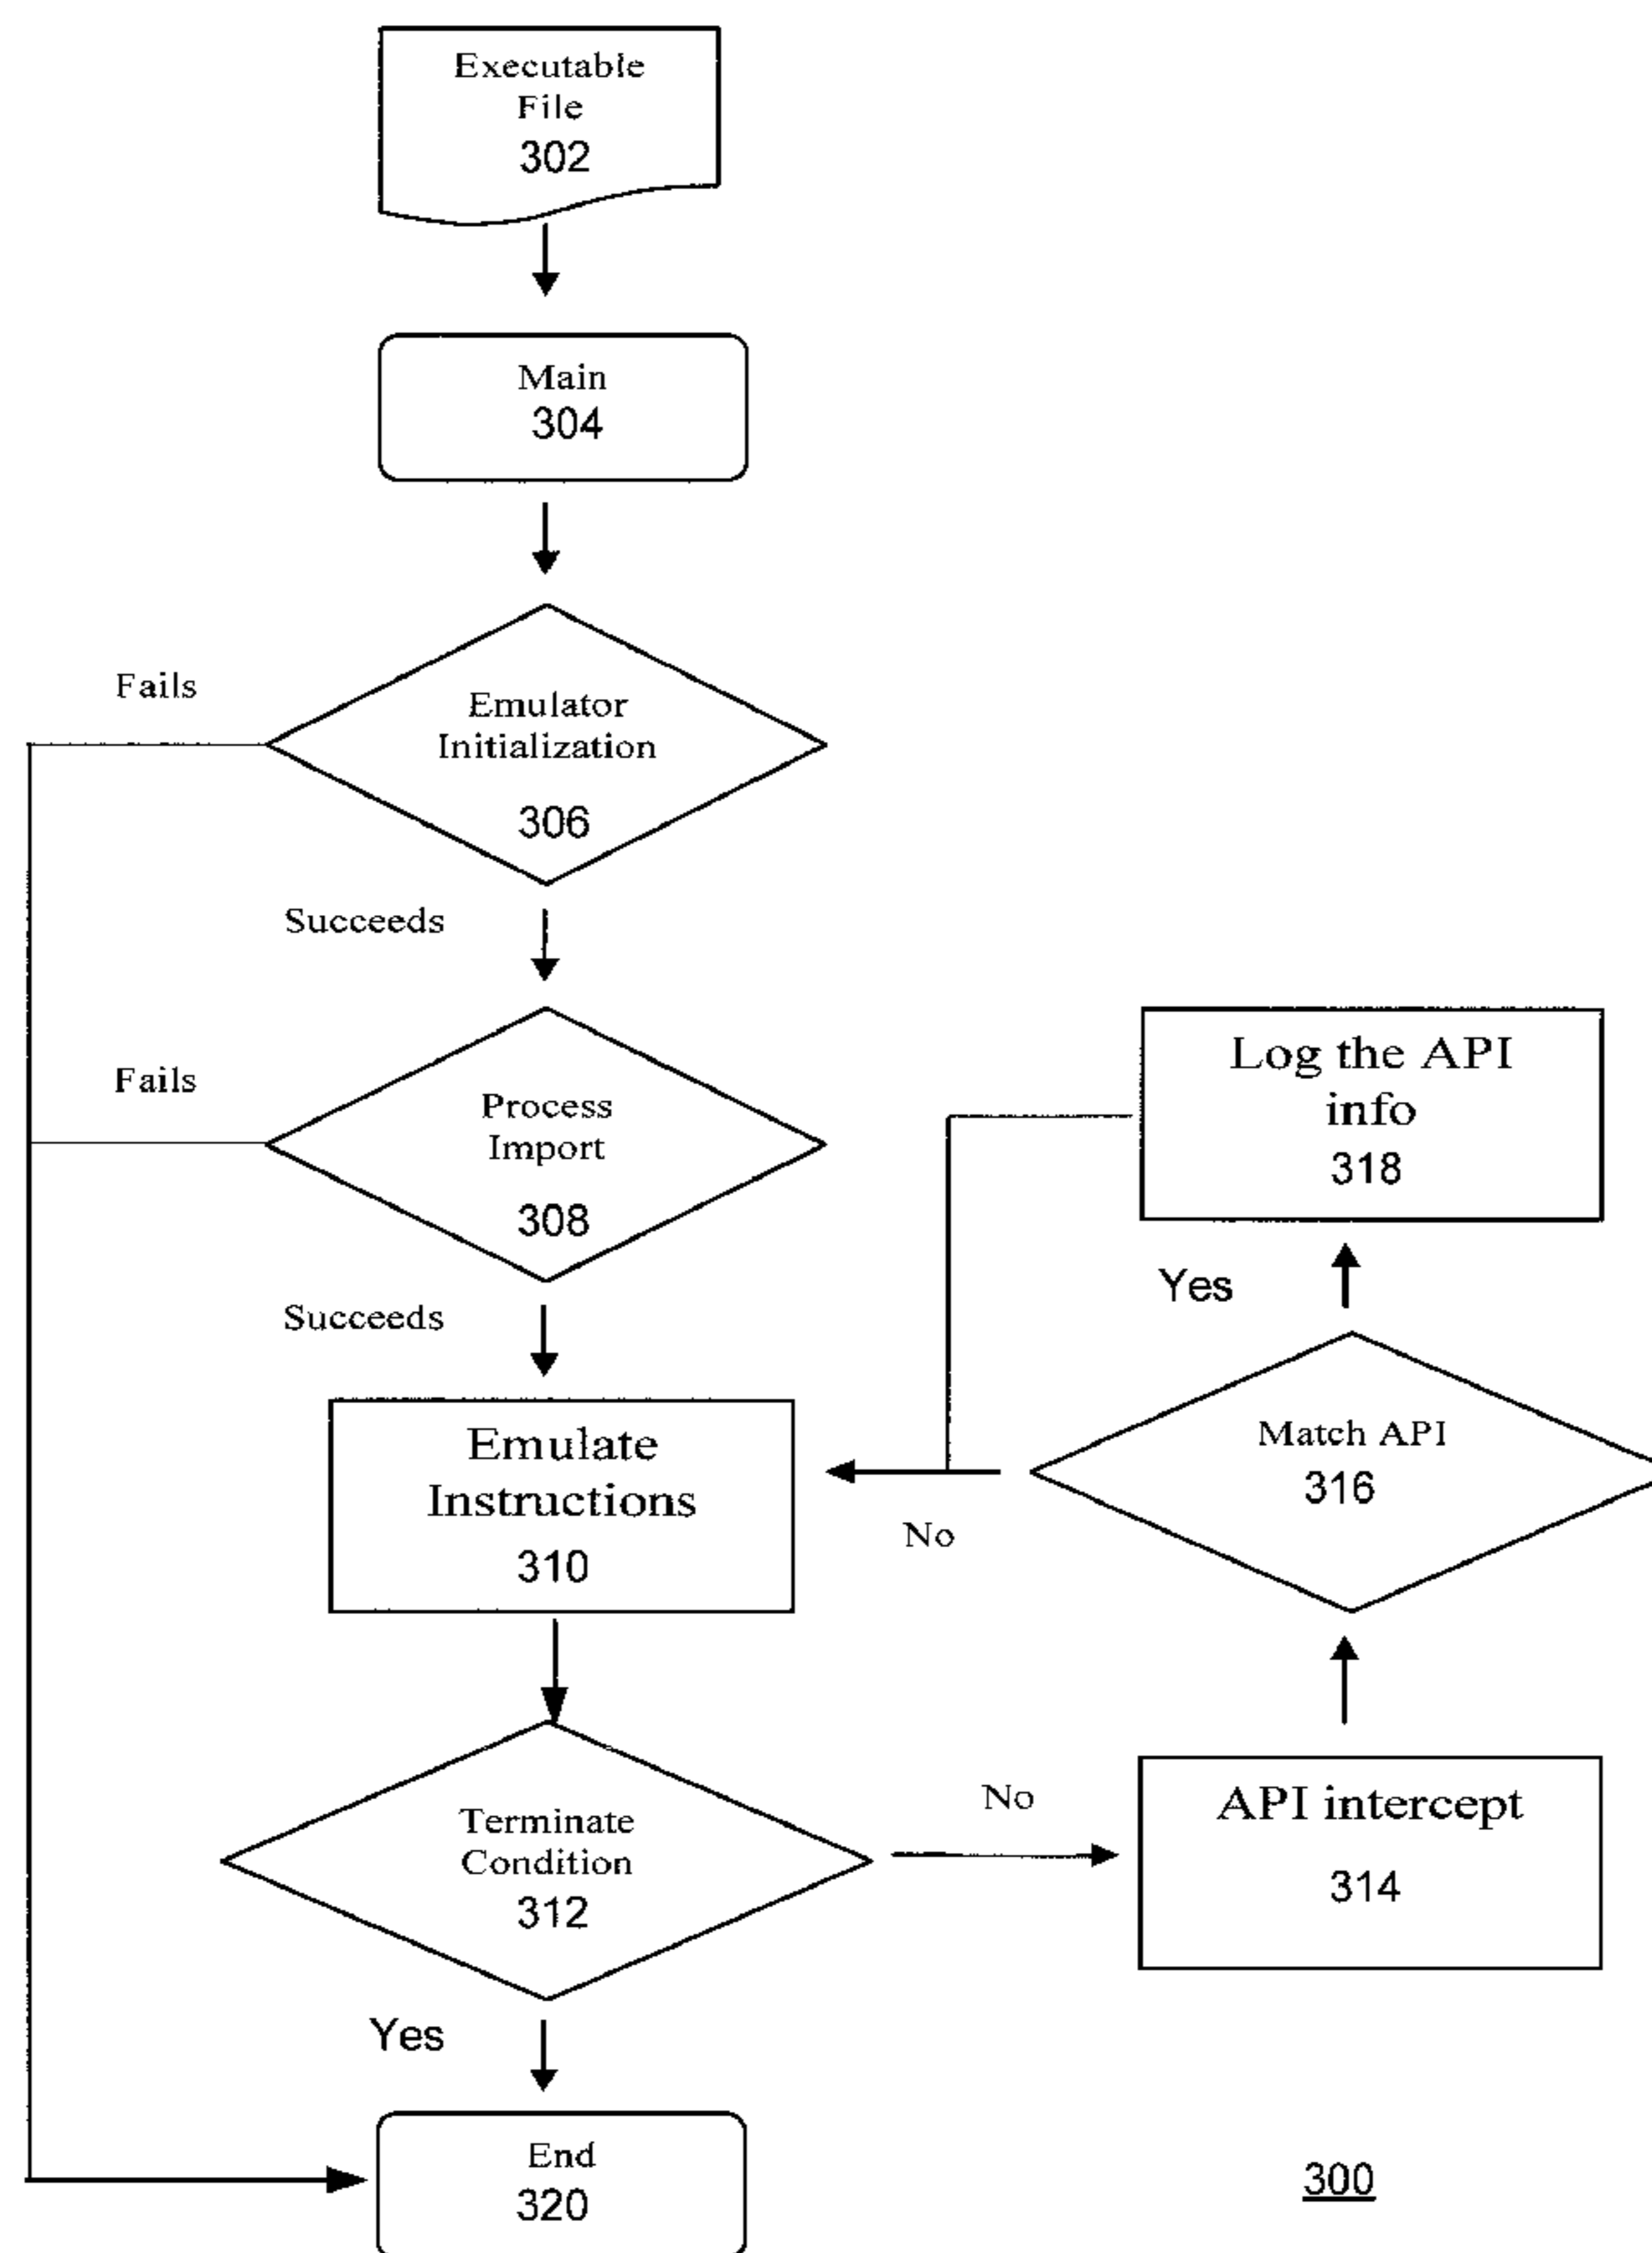 Executable
File
302
Main
304
Fails
Emulator
Initialization
306
Succeeds
Fails
Process
Import
308
Succeeds
Log the API
info
318
Yes
Match API
316
No
Emulate
Instructions
310
Terminate
Condition
312
No
API intercept
314
Yes
End
320
300